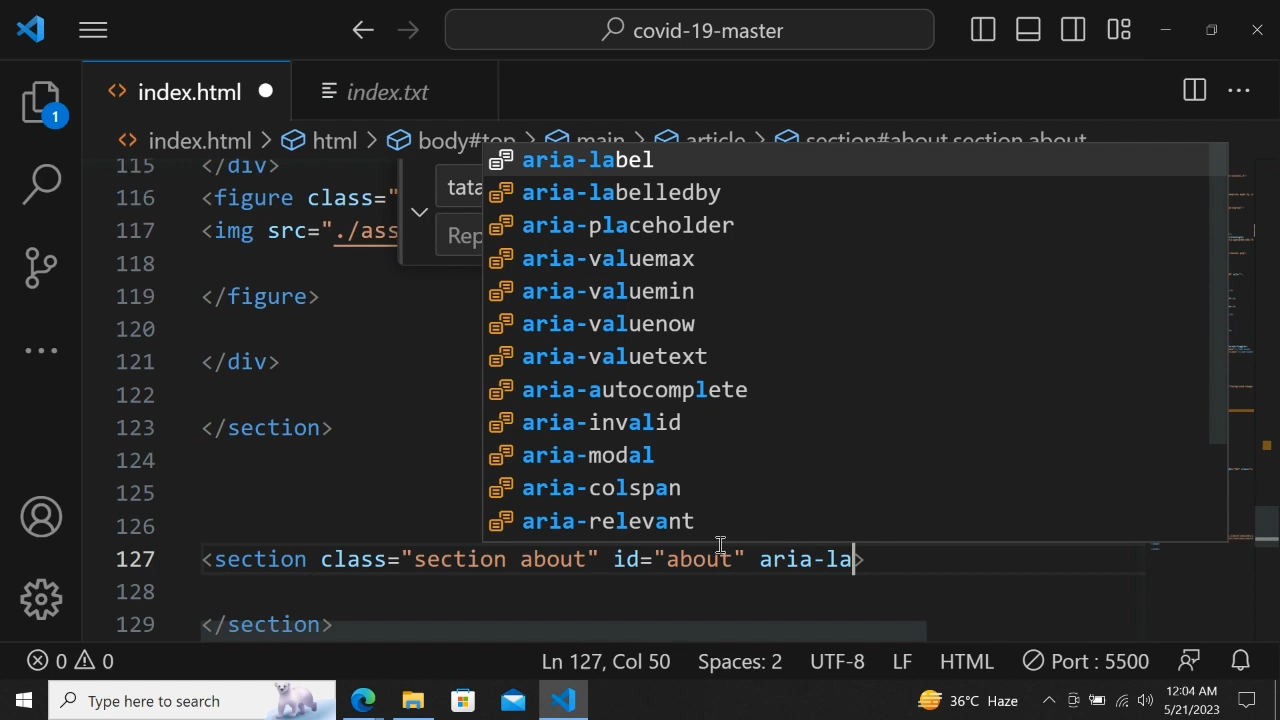 covid-19-master
index.html
index.txt
index.html > html > body#top > main > article > section#about.section.about
115 </div>
116 <figure class="
117 <img src="./ass
118
119 </figure>
120
121 </div>
122
123 </section>
124
125
126
127 <section class="section about" id="about" aria-la>
128
129 </section>
tata
Rep
aria-label
aria-labelledby
aria-placeholder
aria-valuemax
aria-valuemin
aria-valuenow
aria-valuetext
aria-autocomplete
aria-invalid
aria-modal
aria-colspan
aria-relevant
1
0 0 Ln 127, Col 50 Spaces: 2 UTF-8 LF HTML Port : 5500
Type here to search
36°C Haze
12:04 AM
5/21/2023